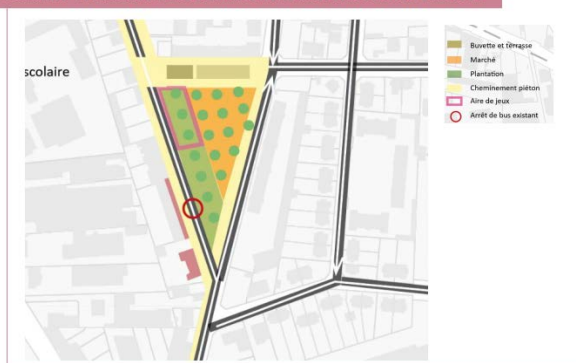 scolaire
Buvette et terrasse
Marché
Plantation
Cheminement piéton
Aire de jeux
Arrêt de bus existant